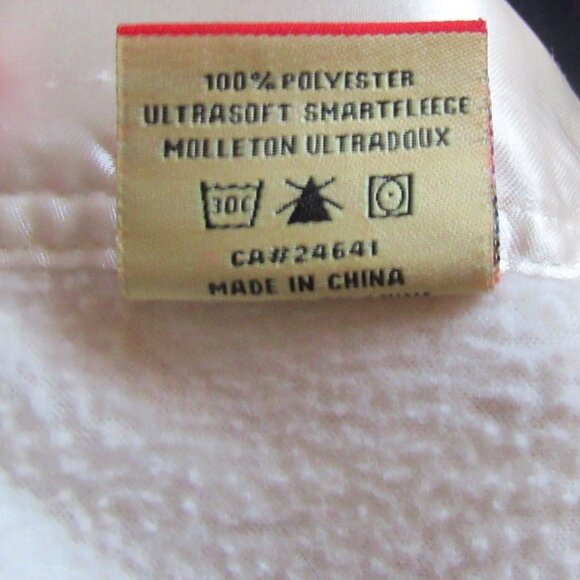 100% POLYESTER
ULTRASOFT SMARTFLEECE
MOLLETON ULTRADOUX
30C
CA#24641
MADE IN CHINA